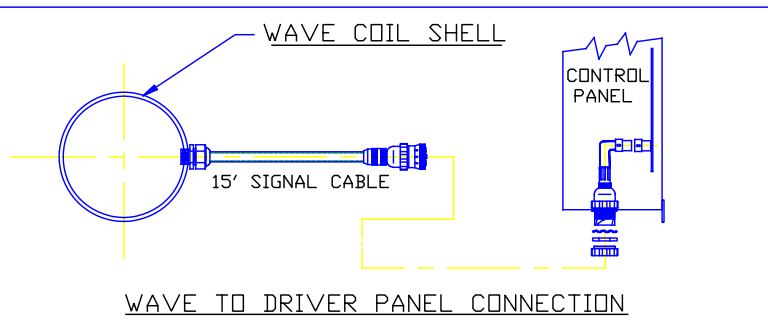 WAVE COIL SHELL
CONTROL
PANEL
15' SIGNAL CABLE
WAVE TO DRIVER PANEL CONNECTION